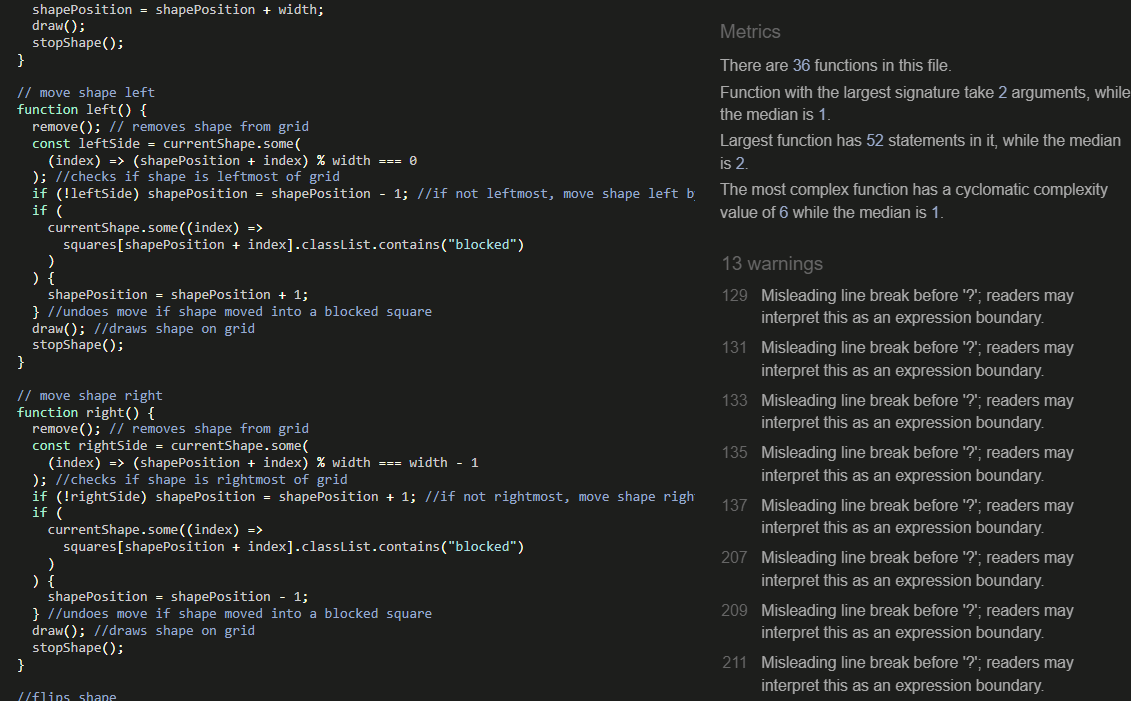 shapePosition = shapePosition + width;
draw();
stopShape();
}
// move shape left
function left() {
remove(); // removes shape from grid
const leftSide = currentShape.some(
(index) => (shapePosition + index) % width === 0
); //checks if shape is leftmost of grid
if (!leftSide) shapePosition = shapePosition - 1; //if not leftmost, move shape left
if (
currentShape.some((index) =>
squares[shapePosition + index].classList.contains("blocked")
)
) {
shapePosition = shapePosition + 1;
} //undoes move if shape moved into a blocked square
draw(); //draws shape on grid
stopShape();
}
// move shape right
function right() {
remove(); // removes shape from grid
const rightSide = currentShape.some(
(index) => (shapePosition + index) % width === width - 1
); //checks if shape is rightmost of grid
if (!rightSide) shapePosition = shapePosition + 1; //if not rightmost, move shape
if (
currentShape.some((index) =>
squares[shapePosition + index].classList.contains("blocked")
)
) {
shapePosition = shapePosition - 1;
} //undoes move if shape moved into a blocked square
draw(); //draws shape on grid
stopShape();
}
//flips shape
Metrics
There are 36 functions in this file.
Function with the largest signature take 2 arguments, while
the median is 1.
Largest function has 52 statements in it, while the median
is 2.
The most complex function has a cyclomatic complexity
value of 6 while the median is 1.
13 warnings
129 Misleading line break before '?'; readers may
interpret this as an expression boundary.
131 Misleading line break before '?'; readers may
interpret this as an expression boundary.
133 Misleading line break before '?'; readers may
interpret this as an expression boundary.
135 Misleading line break before '?'; readers may
interpret this as an expression boundary.
137 Misleading line break before '?'; readers may
interpret this as an expression boundary.
207 Misleading line break before '?'; readers may
interpret this as an expression boundary.
209 Misleading line break before '?'; readers may
interpret this as an expression boundary.
211 Misleading line break before '?'; readers may
interpret this as an expression boundary.